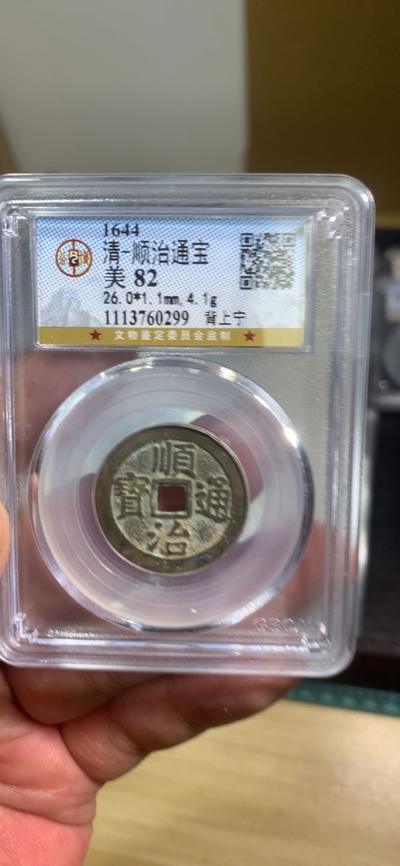 1644
清·顺治通宝
美 82
26.0*1.1mm,4.1g
1113760299 背上宁
★ 文物鉴定委员会监制 ★
順
寶 通
治